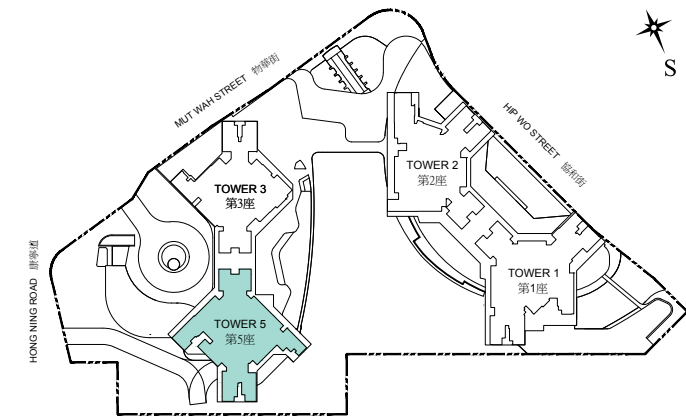 S
MUT WAH STREET 物華街
HIP WO STREET 協和街
TOWER 2
第2座
TOWER 3
第3座
HONG NING ROAD 康寧道
TOWER 1
第1座
TOWER 5
第5座